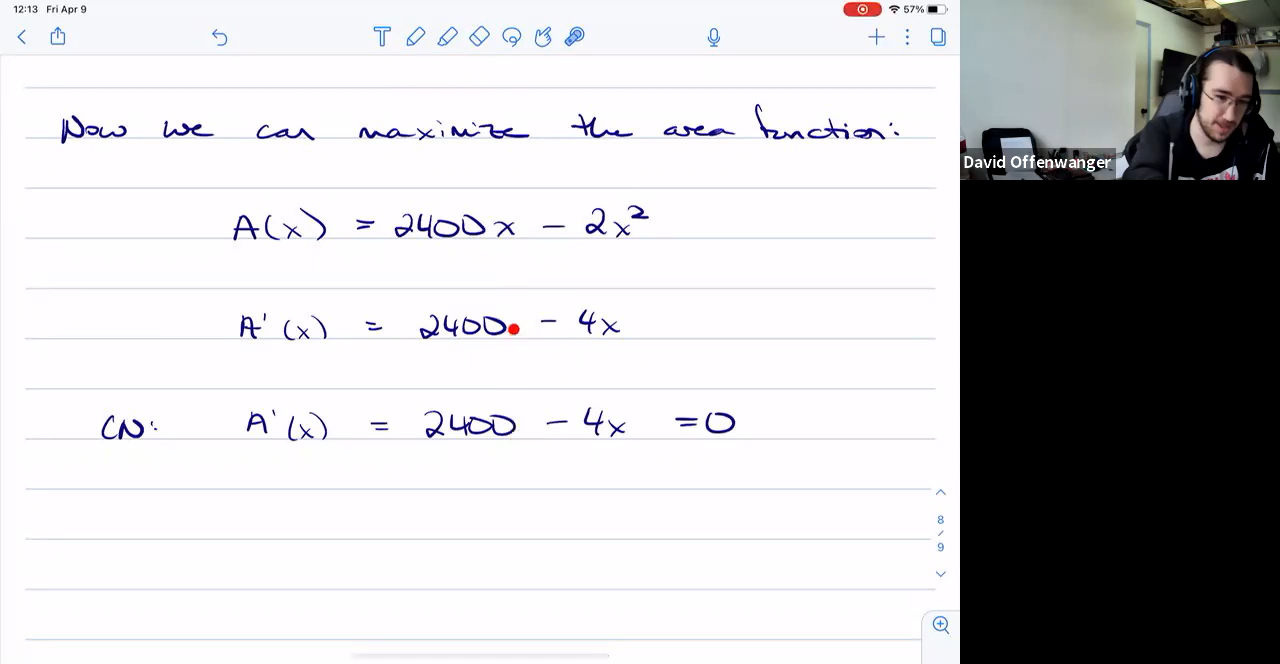 12:13 Fri Apr 9
57%
Now we can maximize the area function:
A(x) = 2400x - 2x²
A'(x) = 2400 - 4x
CN: A'(x) = 2400 - 4x = 0
8
/
9
David Offenwanger